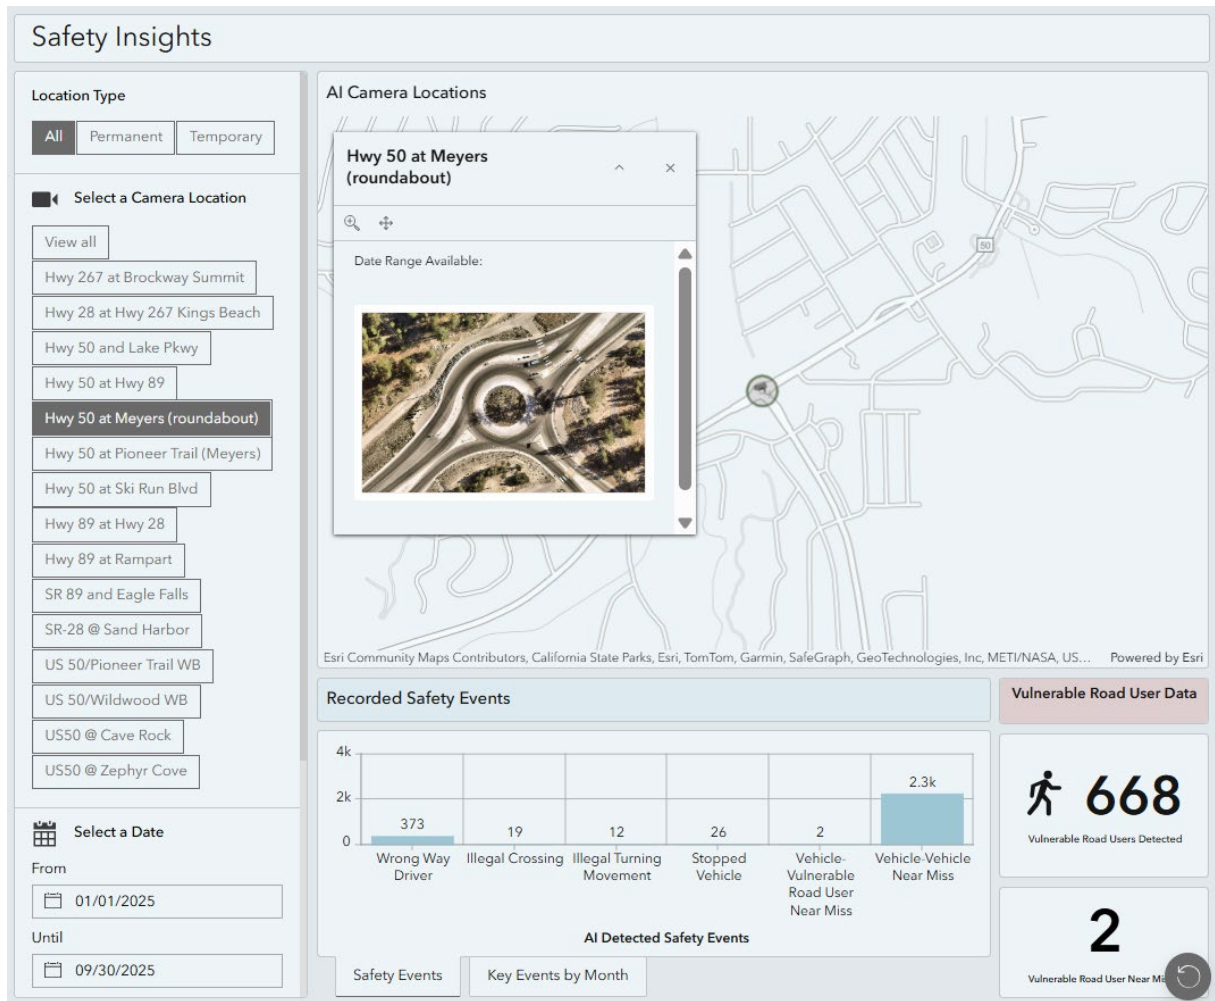 Safety Insights
Location Type
All
Permanent
Temporary
Select a Camera Location
View all
Hwy 267 at Brockway Summit
Hwy 28 at Hwy 267 Kings Beach
Hwy 50 and Lake Pkwy
Hwy 50 at Hwy 89
Hwy 50 at Meyers (roundabout)
Hwy 50 at Pioneer Trail (Meyers)
Hwy 50 at Ski Run Blvd
Hwy 89 at Hwy 28
Hwy 89 at Rampart
SR 89 and Eagle Falls
SR-28 @ Sand Harbor
US 50/Pioneer Trail WB
US 50/Wildwood WB
US50 @ Cave Rock
US50 @ Zephyr Cove
Select a Date
From
01/01/2025
Until
09/30/2025
AI Camera Locations
Hwy 50 at Meyers
(roundabout)
Date Range Available:
50
Esri Community Maps Contributors, California State Parks, Esri, TomTom, Garmin, SafeGraph, GeoTechnologies, Inc, METI/NASA, US...
Powered by Esri
Recorded Safety Events
4k
2k
0
373
19
12
26
2
2.3k
Wrong Way
Driver
Illegal Crossing
Illegal Turning
Movement
Stopped
Vehicle
Vehicle-
Vulnerable
Road User
Near Miss
Vehicle-Vehicle
Near Miss
AI Detected Safety Events
Safety Events
Key Events by Month
Vulnerable Road User Data
668
Vulnerable Road Users Detected
2
Vulnerable Road User Near